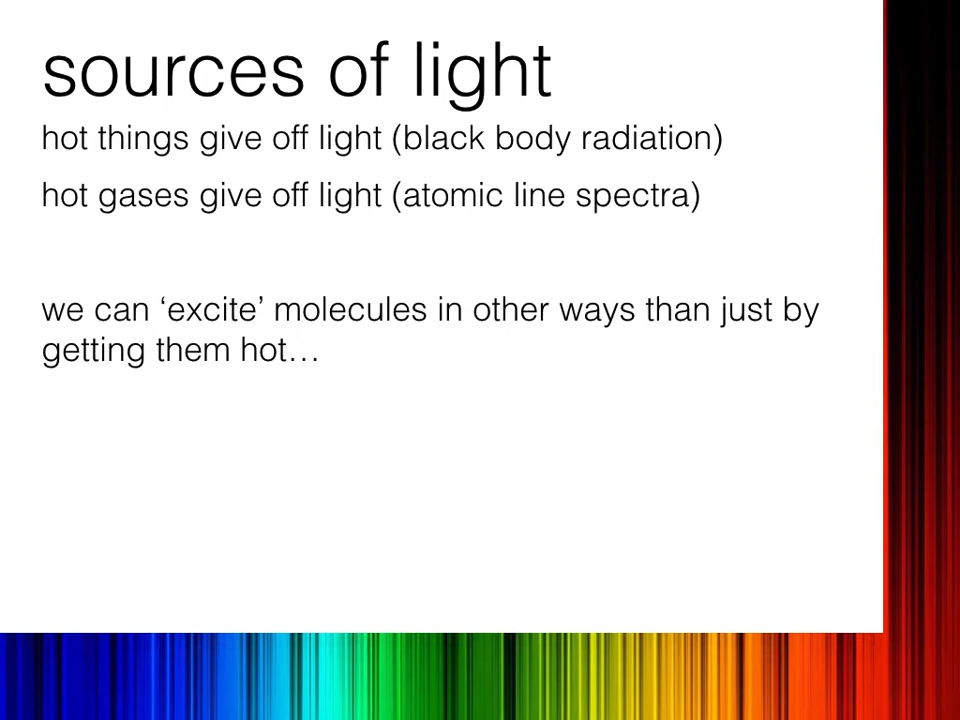 sources of light
hot things give off light (black body radiation)
hot gases give off light (atomic line spectra)
we can ‘excite’ molecules in other ways than just by
getting them hot…